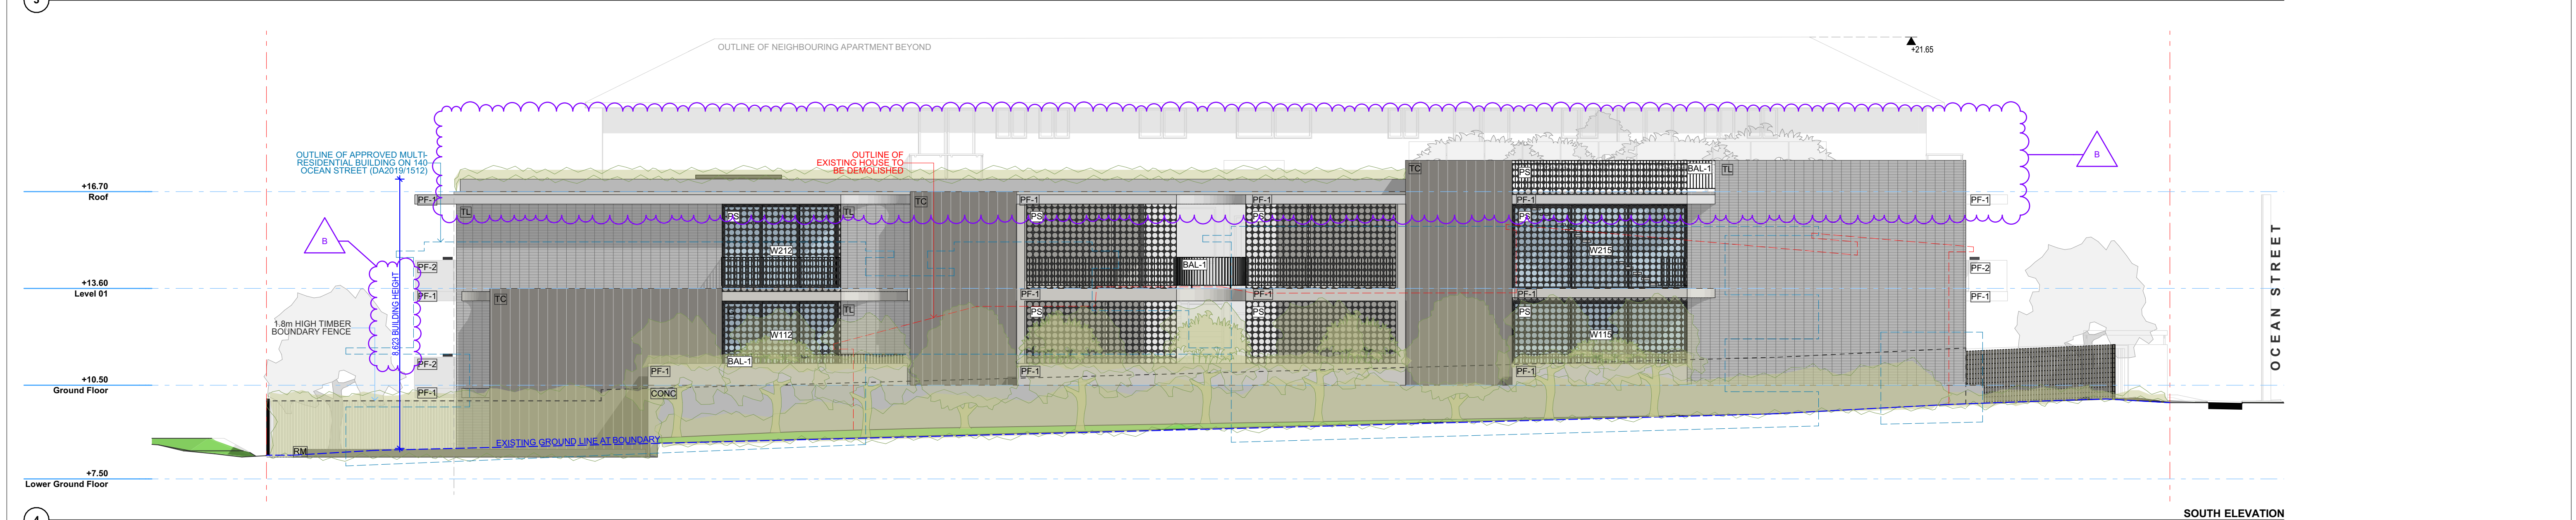 3
OUTLINE OF NEIGHBOURING APARTMENT BEYOND
+21.65
OUTLINE OF APPROVED MULTI-
RESIDENTIAL BUILDING ON 140
OCEAN STREET (DA2019/1512)
OUTLINE OF
EXISTING HOUSE TO
BE DEMOLISHED
B
TC
PS
BAL-1
TL
+16.70
Roof
PF-1
TL
PS
TL
TC
PF-1
PS
PF-1
PS
PF-1
PS
PF-1
B
W212
W215
BAL-1
PF-2
PF-2
+13.60
Level 01
PF-1
TC
PF-1
PF-1
PF-1
PF-1
8.623 BUILDING HEIGHT
1.8m HIGH TIMBER
BOUNDARY FENCE
TL
PS
PS
PS
W112
W115
BAL-1
PF-2
PF-1
PF-1
PF-1
+10.50
Ground Floor
PF-1
CONC
OCEAN STREET
EXISTING GROUND LINE AT BOUNDARY
RM
+7.50
Lower Ground Floor
4
SOUTH ELEVATION